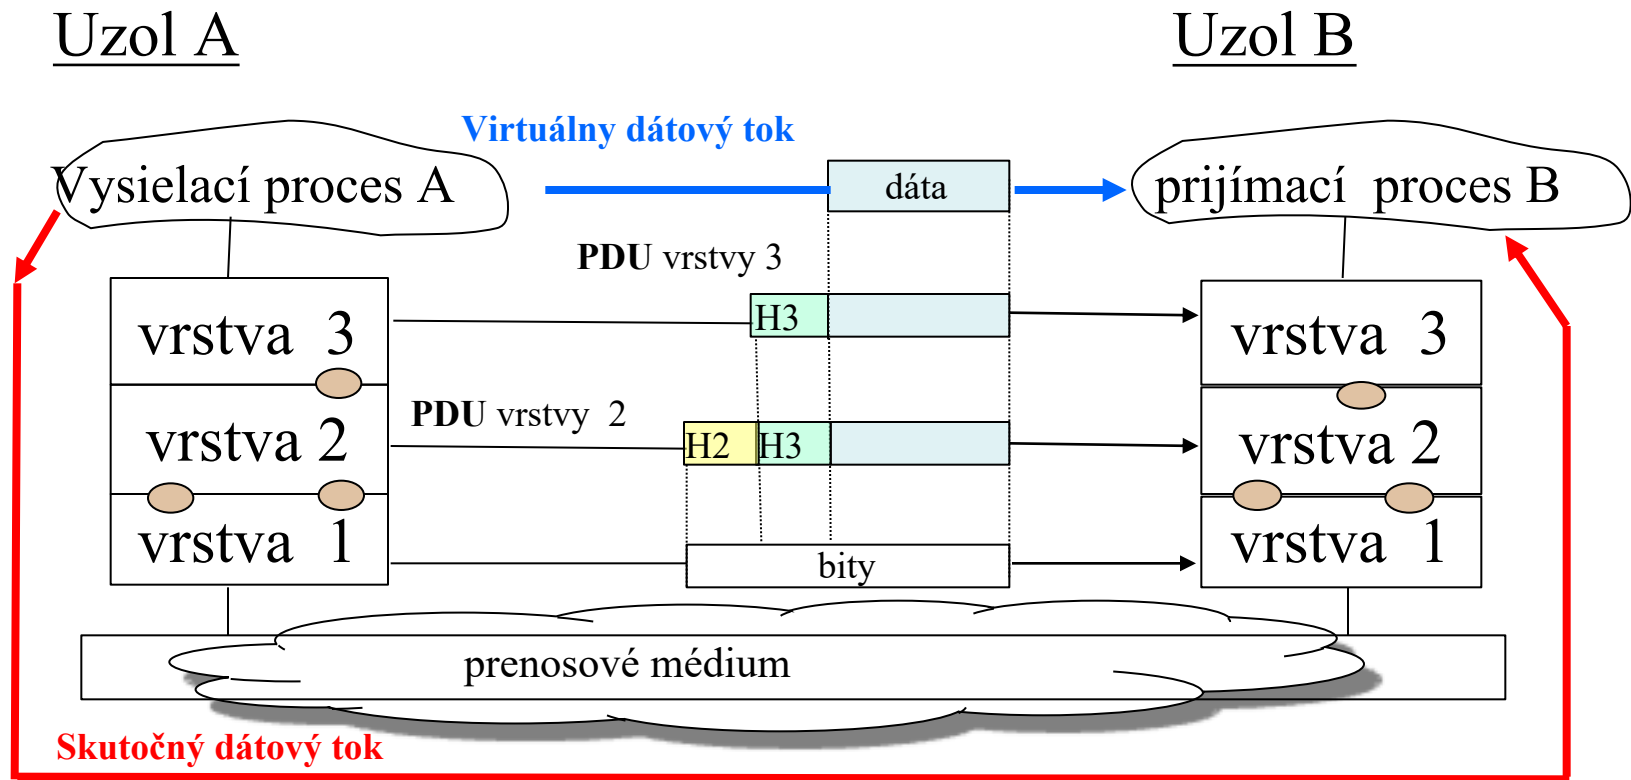 Uzol A
Uzol B
Virtuálny dátový tok
Vysielací proces A
dáta
prijímací proces B
PDU vrstvy 3
vrstva 3
H3
vrstva 3
PDU vrstvy 2
vrstva 2
H2 H3
vrstva 2
vrstva 1
bity
vrstva 1
prenosové médium
Skutočný dátový tok